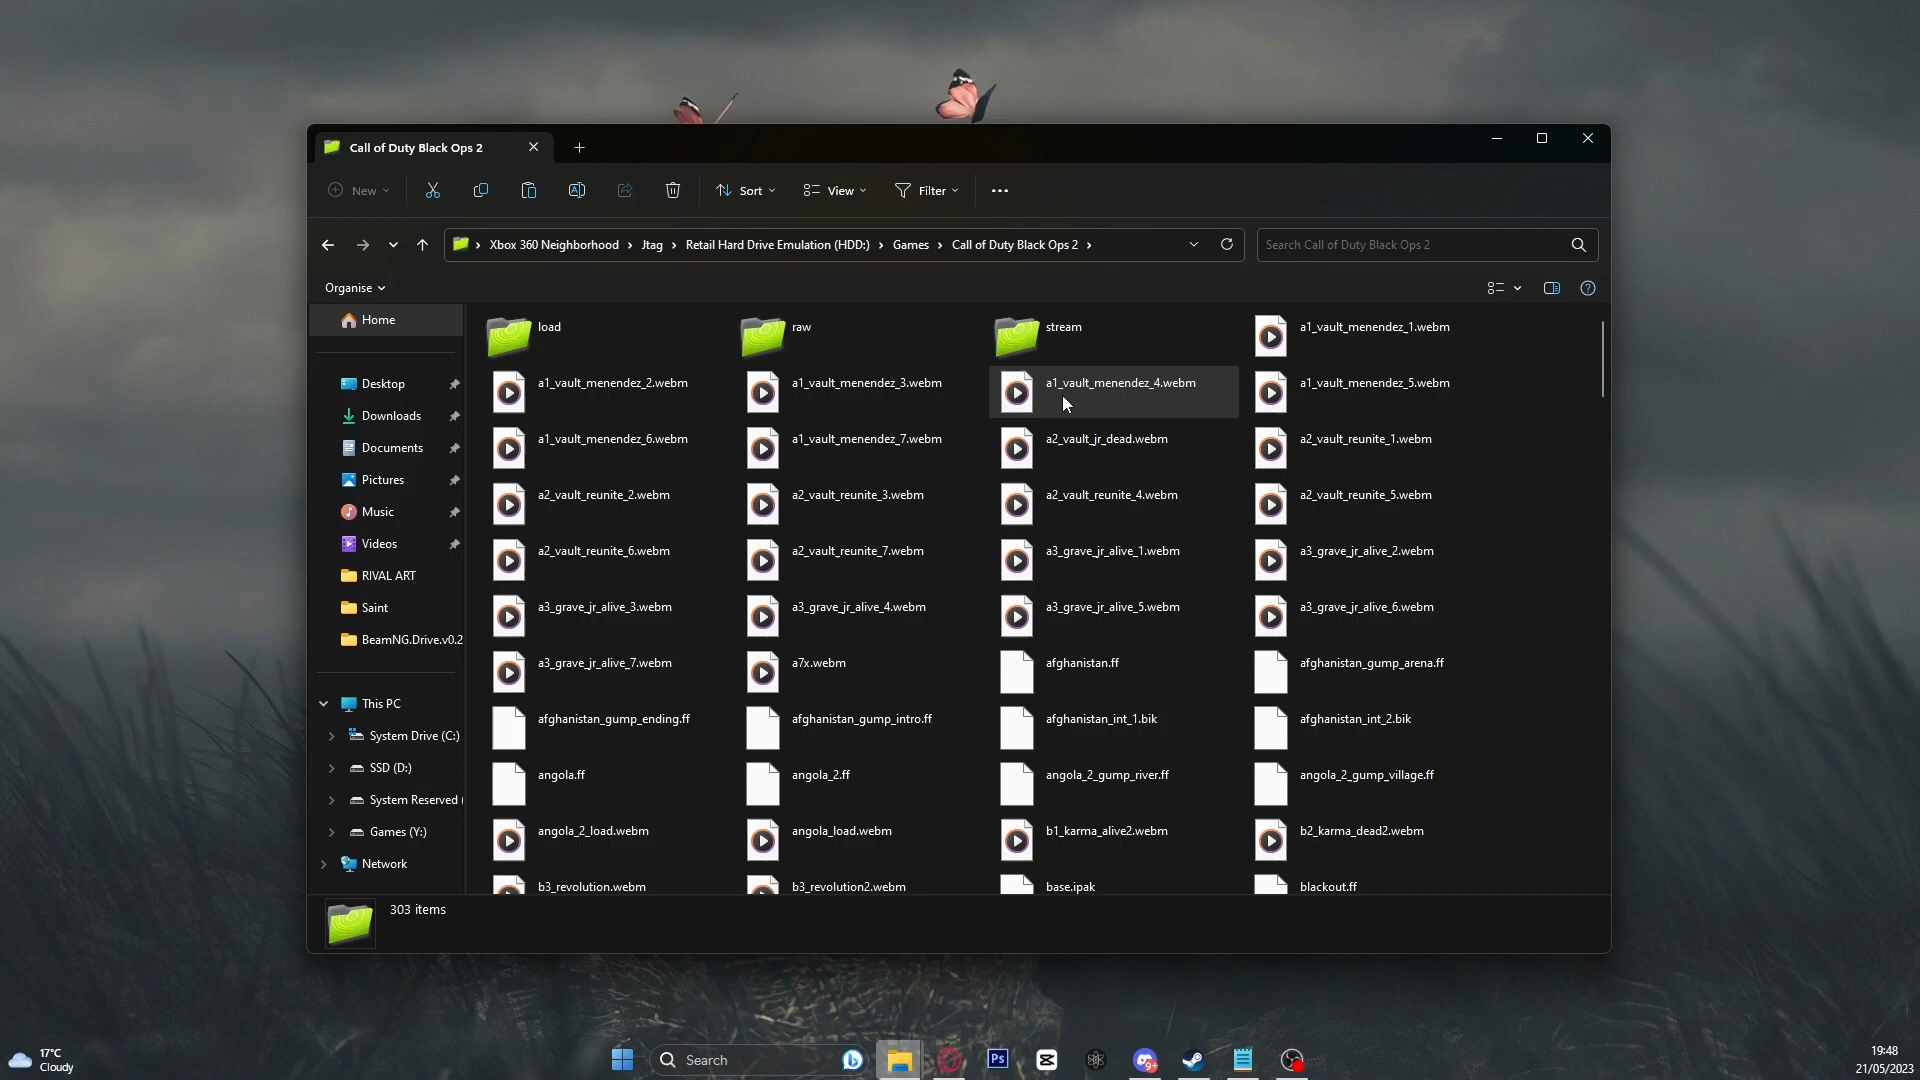 Call of Duty Black Ops 2
New
Sort
View
Filter
Xbox 360 Neighborhood › Jtag › Retail Hard Drive Emulation (HDD:) › Games › Call of Duty Black Ops 2 ›
Search Call of Duty Black Ops 2
Organise
Home
Desktop
Downloads
Documents
Pictures
Music
Videos
RIVAL ART
Saint
BeamNG.Drive.v0.2
This PC
System Drive (C:)
SSD (D:)
System Reserved (
Games (Y:)
Network
load
raw
stream
a1_vault_menendez_1.webm
a1_vault_menendez_2.webm
a1_vault_menendez_3.webm
a1_vault_menendez_4.webm
a1_vault_menendez_5.webm
a1_vault_menendez_6.webm
a1_vault_menendez_7.webm
a2_vault_jr_dead.webm
a2_vault_reunite_1.webm
a2_vault_reunite_2.webm
a2_vault_reunite_3.webm
a2_vault_reunite_4.webm
a2_vault_reunite_5.webm
a2_vault_reunite_6.webm
a2_vault_reunite_7.webm
a3_grave_jr_alive_1.webm
a3_grave_jr_alive_2.webm
a3_grave_jr_alive_3.webm
a3_grave_jr_alive_4.webm
a3_grave_jr_alive_5.webm
a3_grave_jr_alive_6.webm
a3_grave_jr_alive_7.webm
a7x.webm
afghanistan.ff
afghanistan_gump_arena.ff
afghanistan_gump_ending.ff
afghanistan_gump_intro.ff
afghanistan_int_1.bik
afghanistan_int_2.bik
angola.ff
angola_2.ff
angola_2_gump_river.ff
angola_2_gump_village.ff
angola_2_load.webm
angola_load.webm
b1_karma_alive2.webm
b2_karma_dead2.webm
b3_revolution.webm
b3_revolution2.webm
base.ipak
blackout.ff
303 items
17°C
Cloudy
Search
Ps
9+
19:48
21/05/2023